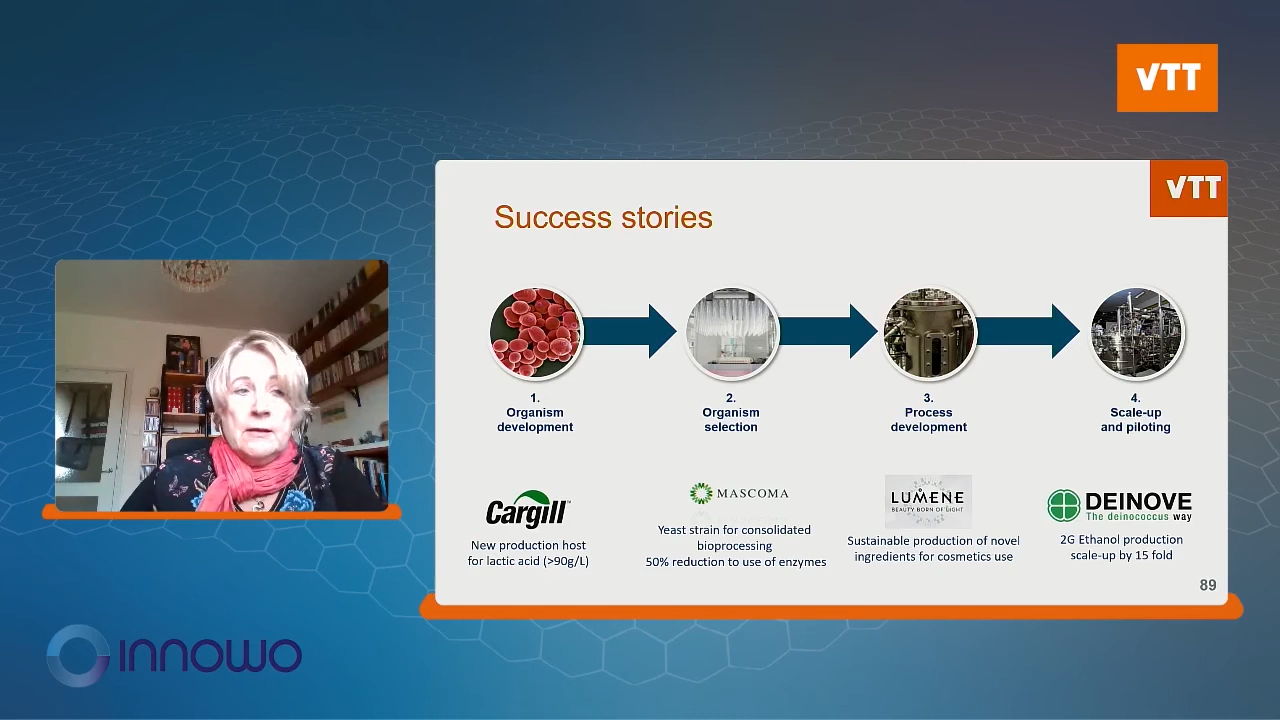 VTT
VTT
Success stories
1.
Organism
development
2.
Organism
selection
3.
Process
development
4.
Scale-up
and piloting
Cargill™
New production host
for lactic acid (>90g/L)
MASCOMA
Yeast strain for consolidated
bioprocessing
50% reduction to use of enzymes
LUMENE
BEAUTY BORN OF LIGHT
Sustainable production of novel
ingredients for cosmetics use
DEINOVE
The deinococcus way
2G Ethanol production
scale-up by 15 fold
89
INNOWO